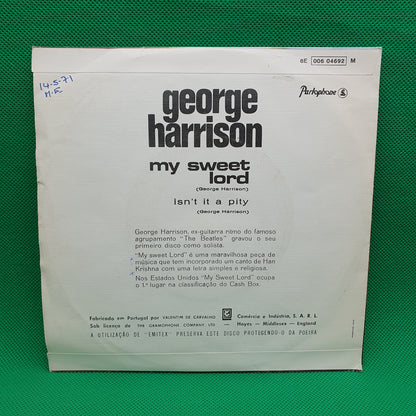 6E 006 04692 M
14-5-71
M.E
Parlophone
george
harrison
my sweet
lord
(George Harrison)
isn't it a pity
(George Harrison)
George Harrison, ex-guitarra ritmo do famoso
agrupamento "The Beatles" gravou o seu
primeiro disco como solista.
"My sweet Lord" é uma maravilhosa peça de
música que tem incorporado um canto de Han
Krishna com uma letra simples e religiosa.
Nos Estados Unidos "My Sweet Lord" ocupa
o 1.º lugar na classificação do Cash Box.
Fabricado em Portugal por VALENTIM DE CARVALHO Comércio e Indústria, S. A. R. L.
Sob licença de THE GRAMOPHONE COMPANY LTD — Hayes - Middlesex - England
A UTILIZAÇÃO DE "EMITEX" PRESERVA ESTE DISCO PROTEGENDO-O DA POEIRA